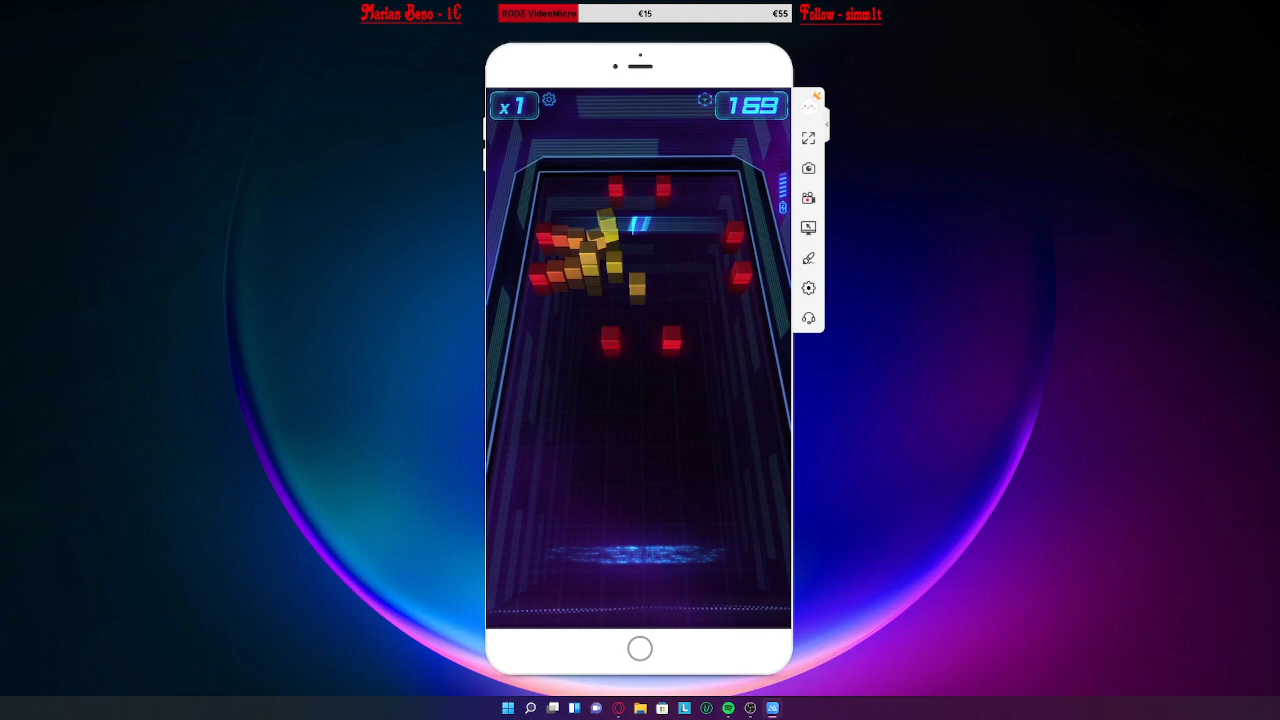 Marian Beno - 1€
RODE VideoMicro €15 €55
Follow - simm1t
x1
169